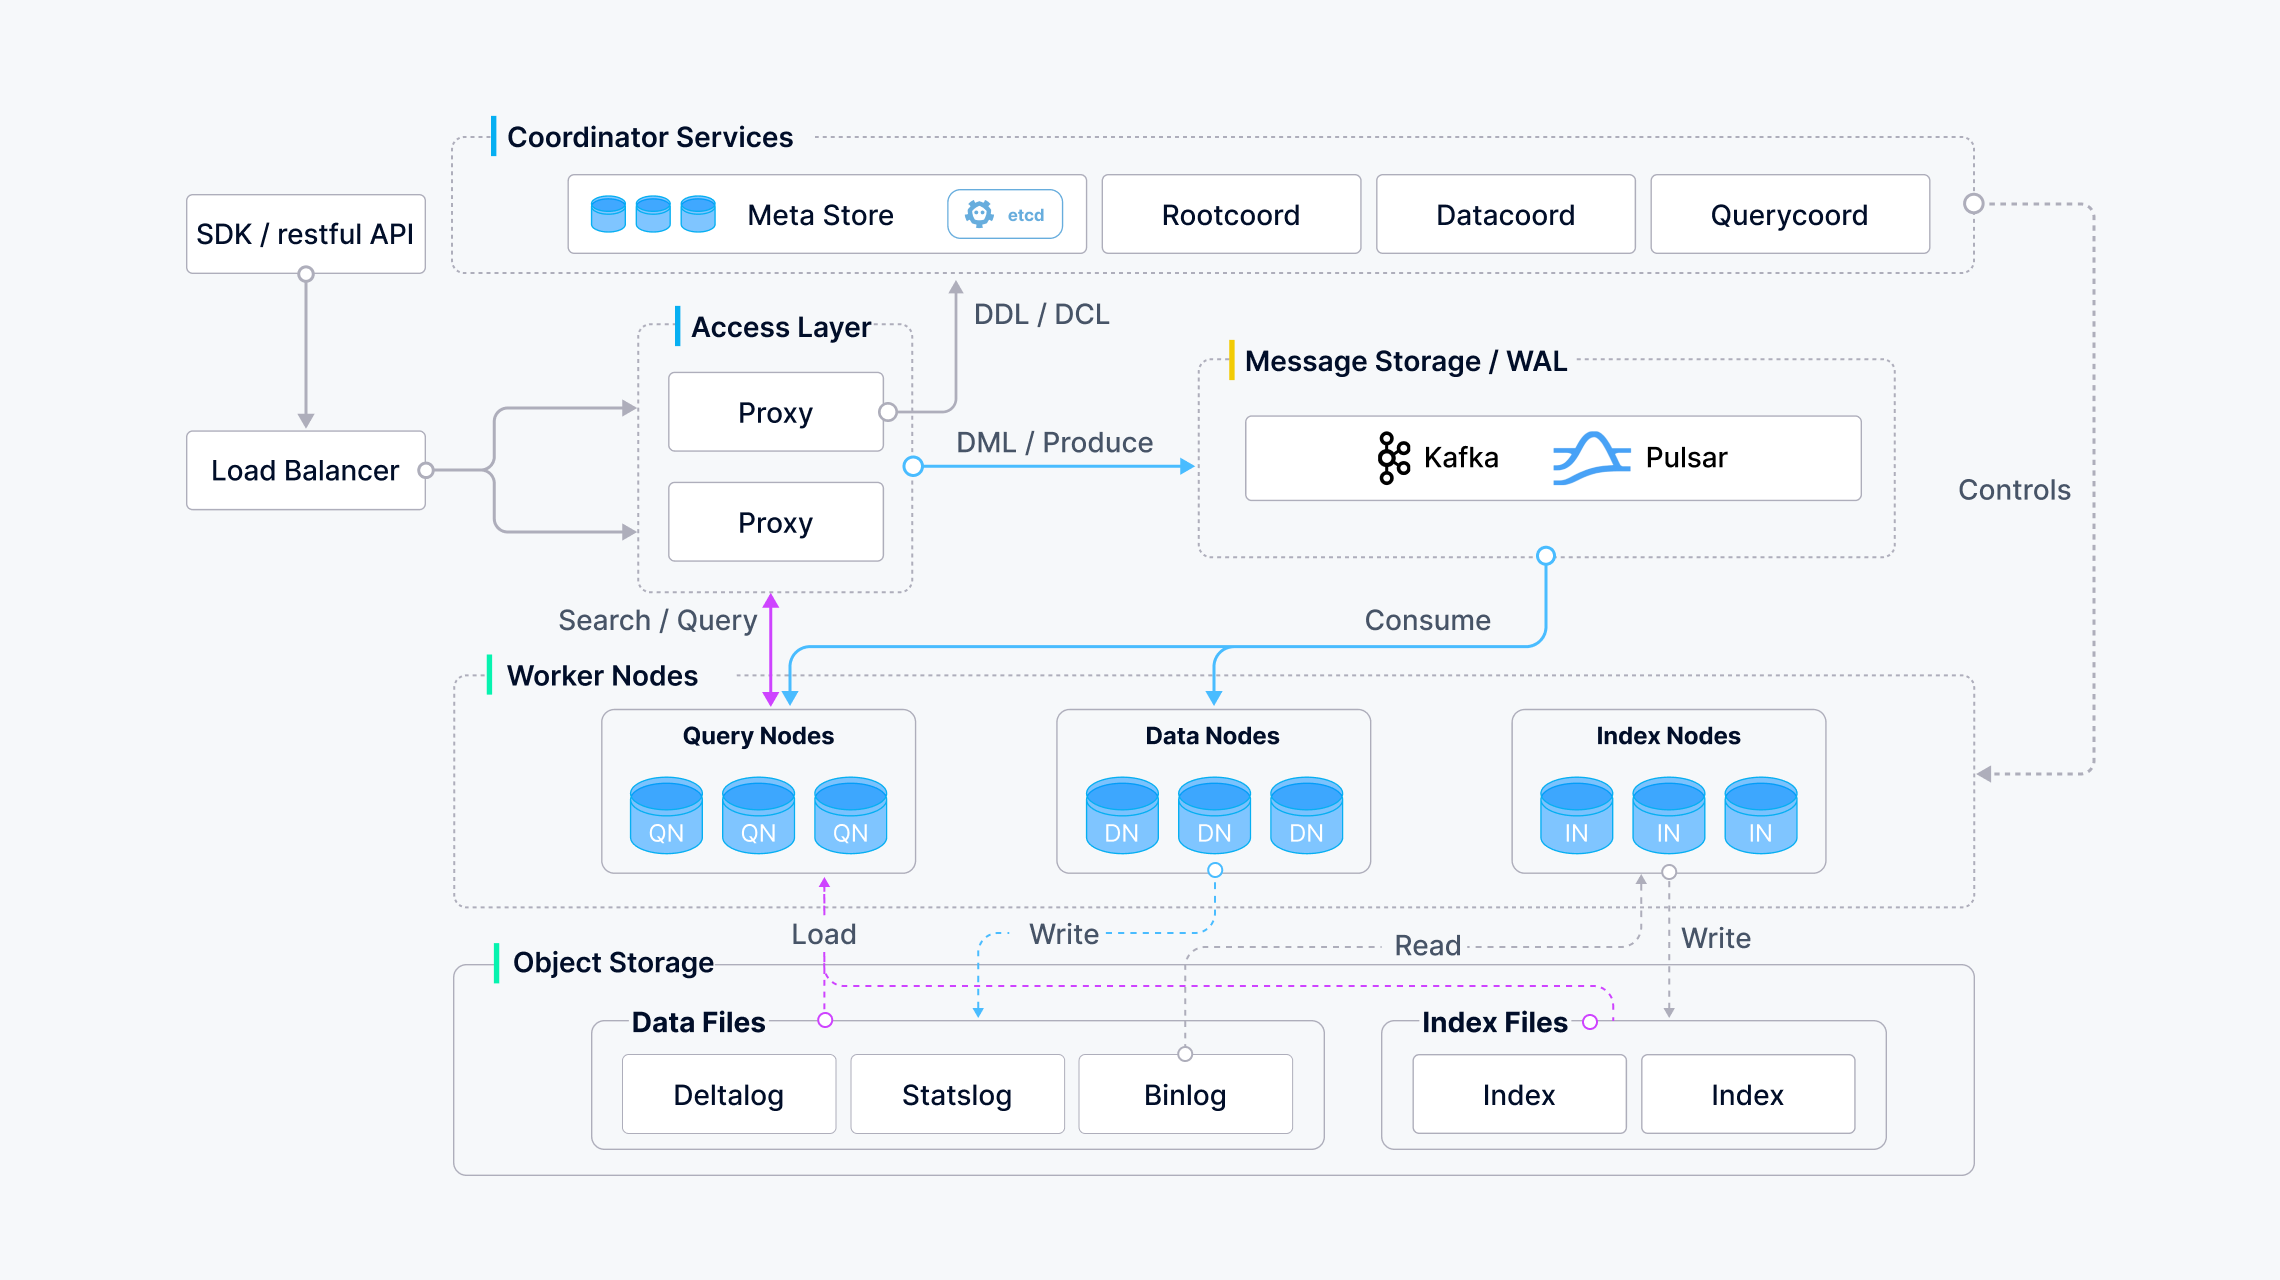 Coordinator Services
Meta Store
etcd
Rootcoord
Datacoord
Querycoord
SDK / restful API
DDL / DCL
Access Layer
Message Storage / WAL
Proxy
DML / Produce
Kafka
Pulsar
Load Balancer
Controls
Proxy
Search / Query
Consume
Worker Nodes
Query Nodes
Data Nodes
Index Nodes
QN
QN
QN
DN
DN
DN
IN
IN
IN
Load
Write
Read
Write
Object Storage
Data Files
Index Files
Deltalog
Statslog
Binlog
Index
Index